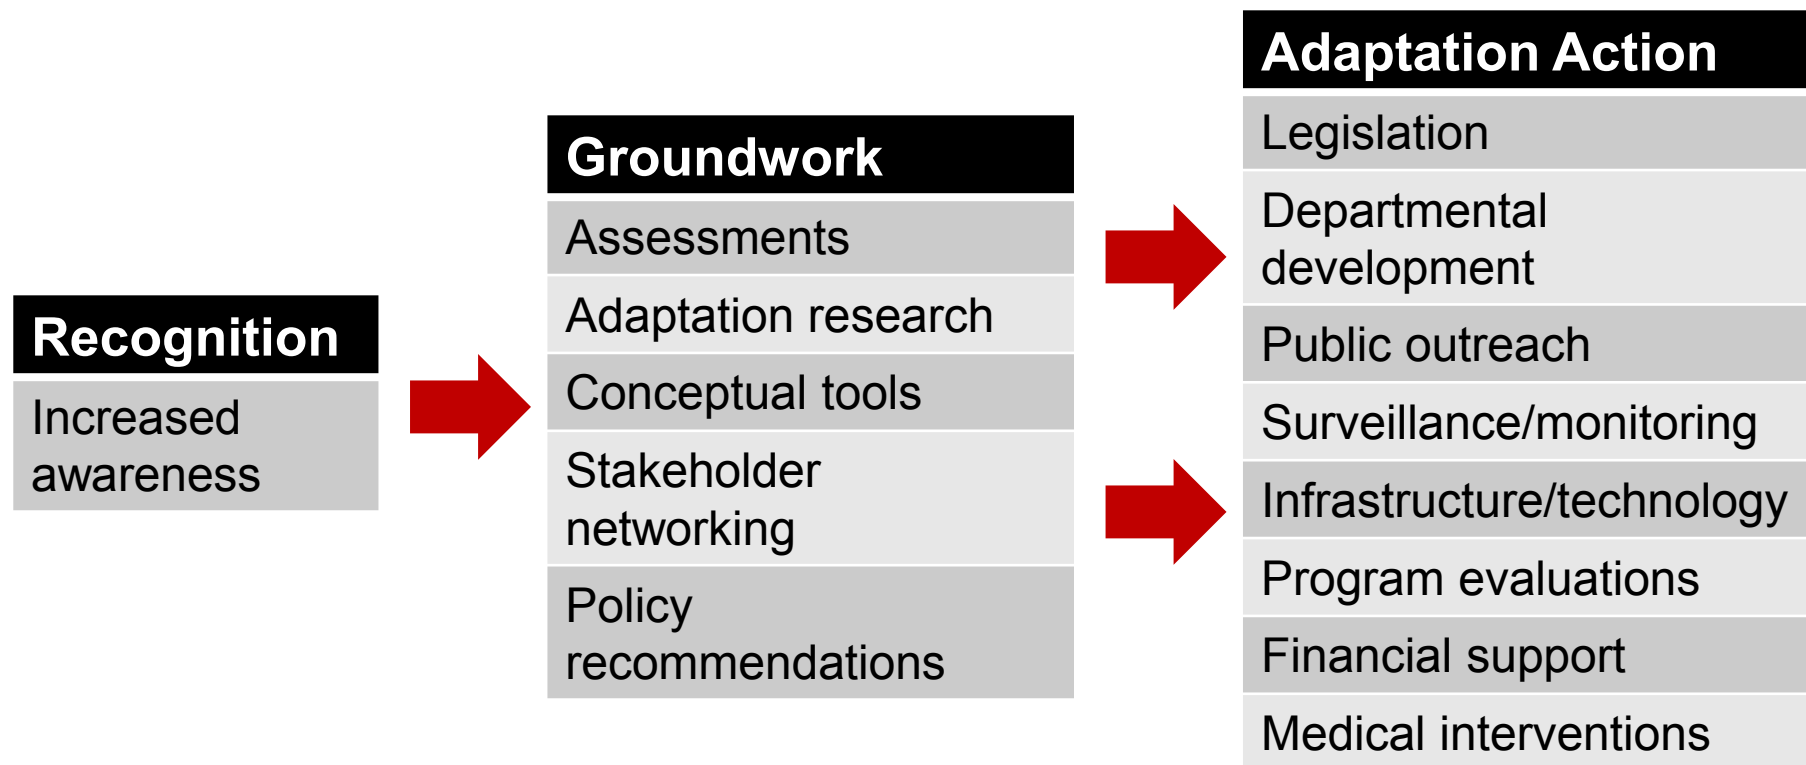 Recognition
Increased
awareness
Groundwork
Assessments
Adaptation research
Conceptual tools
Stakeholder
networking
Policy
recommendations
Adaptation Action
Legislation
Departmental
development
Public outreach
Surveillance/monitoring
Infrastructure/technology
Program evaluations
Financial support
Medical interventions